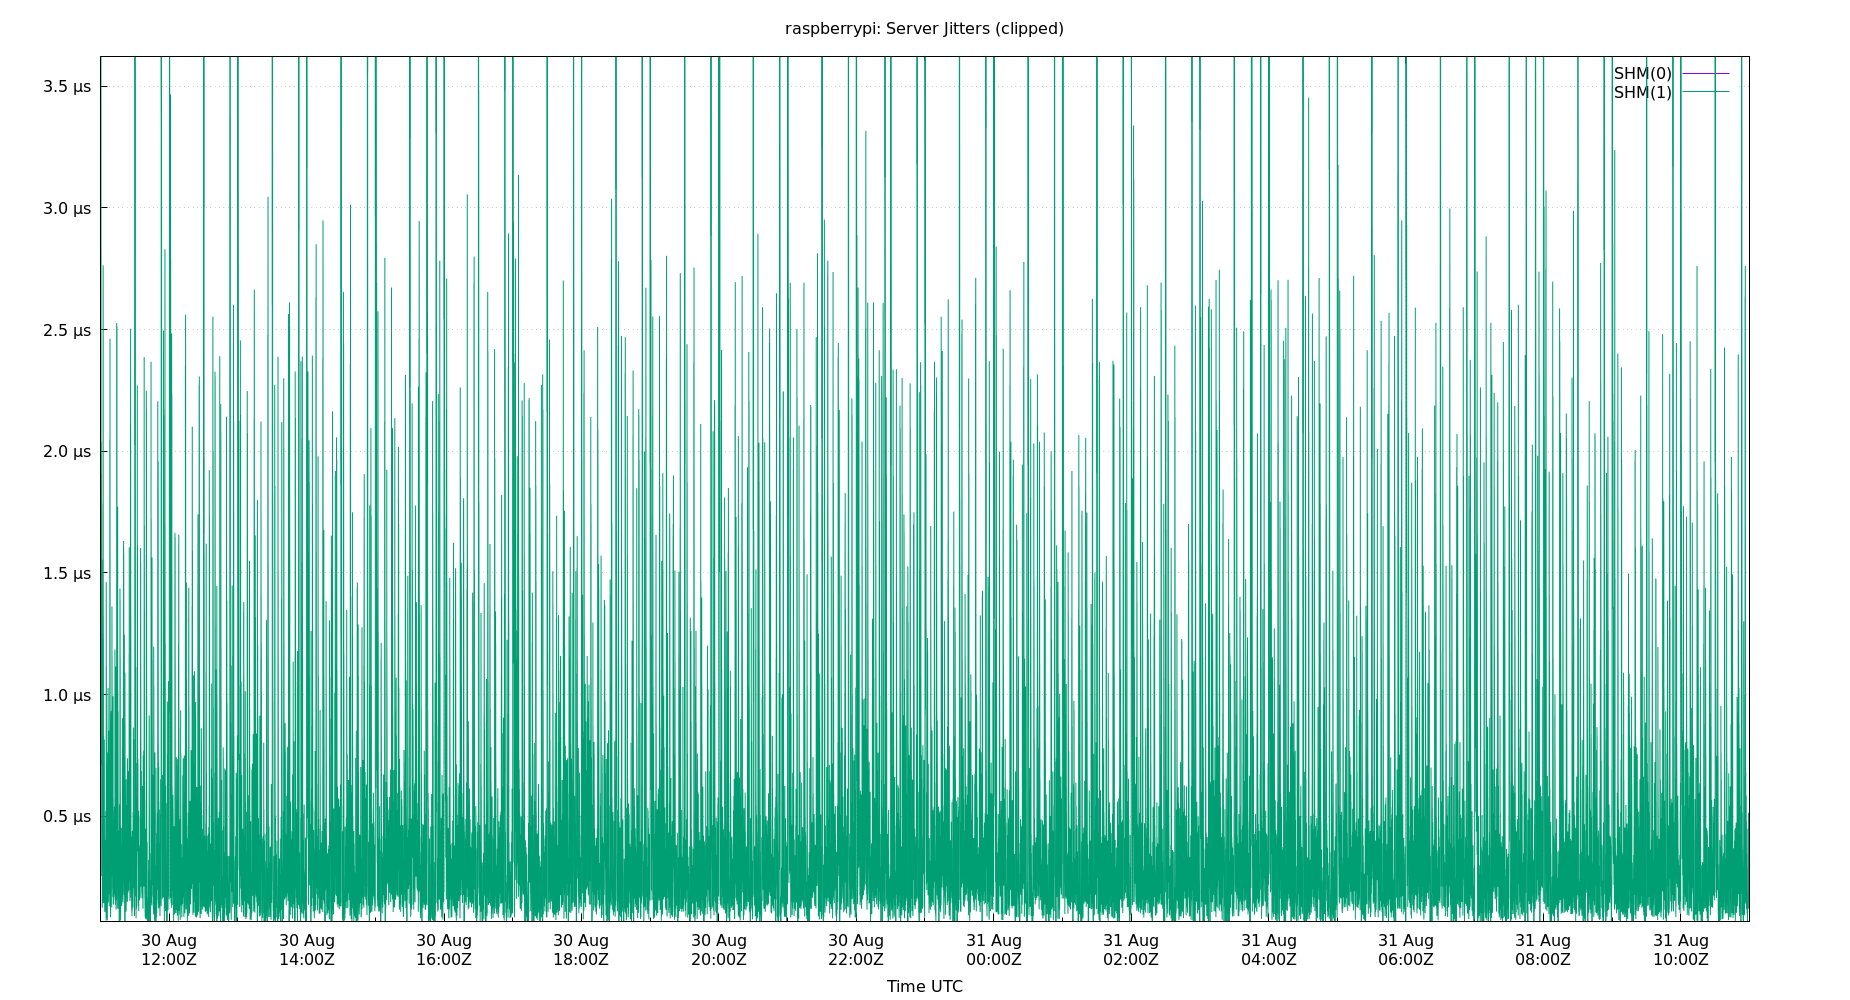 raspberrypi: Server Jitters (clipped)
SHM(0)
SHM(1)
3.5 µs
3.0 µs
2.5 µs
2.0 µs
1.5 µs
1.0 µs
0.5 µs
30 Aug 30 Aug 30 Aug 30 Aug 30 Aug 30 Aug 31 Aug 31 Aug 31 Aug 31 Aug 31 Aug 31 Aug
12:00Z 14:00Z 16:00Z 18:00Z 20:00Z 22:00Z 00:00Z 02:00Z 04:00Z 06:00Z 08:00Z 10:00Z
Time UTC